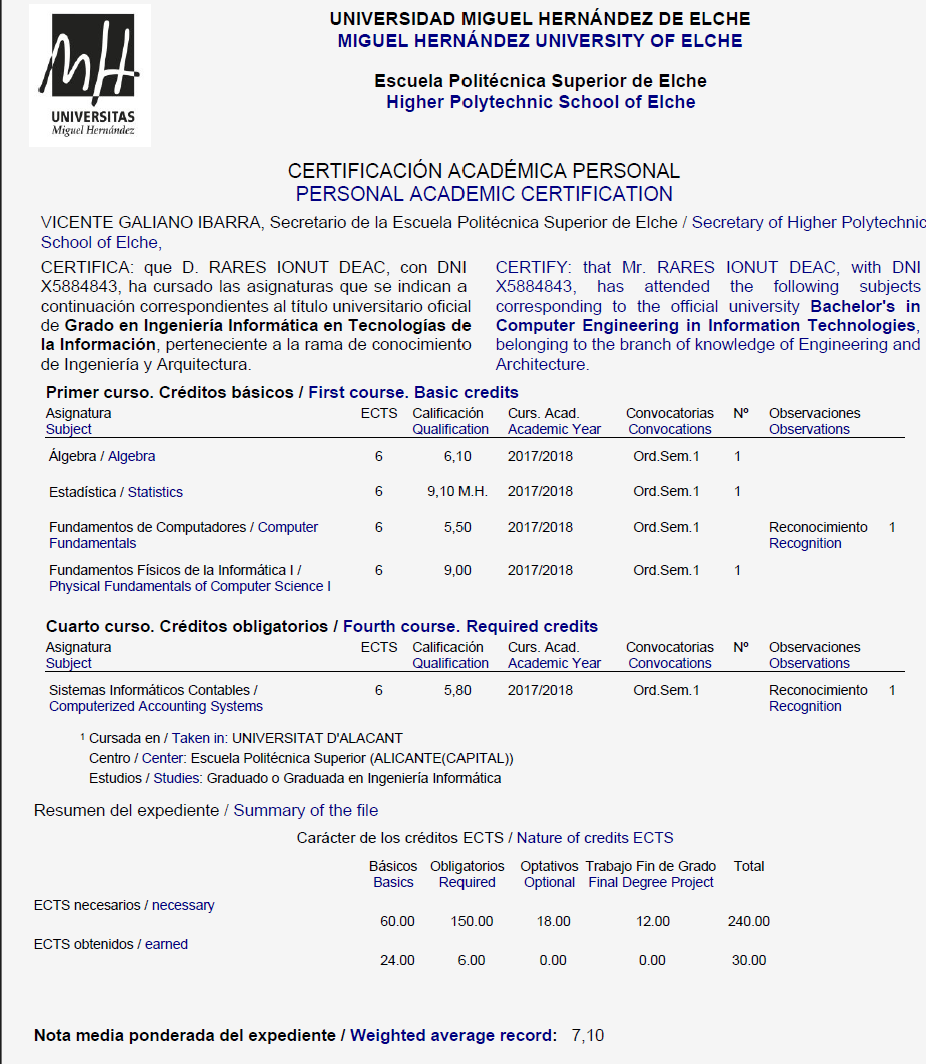 UNIVERSITAS
Miguel Hernández
UNIVERSIDAD MIGUEL HERNÁNDEZ DE ELCHE
MIGUEL HERNÁNDEZ UNIVERSITY OF ELCHE
Escuela Politécnica Superior de Elche
Higher Polytechnic School of Elche
CERTIFICACIÓN ACADÉMICA PERSONAL
PERSONAL ACADEMIC CERTIFICATION
VICENTE GALIANO IBARRA, Secretario de la Escuela Politécnica Superior de Elche / Secretary of Higher Polytechnic
School of Elche,
CERTIFICA: que D. RARES IONUT DEAC, con DNI
X5884843, ha cursado las asignaturas que se indican a
continuación correspondientes al título universitario oficial
de Grado en Ingeniería Informática en Tecnologías de
la Información, perteneciente a la rama de conocimiento
de Ingeniería y Arquitectura.
CERTIFY: that Mr. RARES IONUT DEAC, with DNI
X5884843, has attended the following subjects
corresponding to the official university Bachelor's in
Computer Engineering in Information Technologies,
belonging to the branch of knowledge of Engineering and
Architecture.
Primer curso. Créditos básicos / First course. Basic credits
Asignatura ECTS Calificación Curs. Acad. Convocatorias Nº Observaciones
Subject Qualification Academic Year Convocations Observations
Álgebra / Algebra 6 6,10 2017/2018 Ord.Sem.1 1
Estadística / Statistics 6 9,10 M.H. 2017/2018 Ord.Sem.1 1
Fundamentos de Computadores / Computer 6 5,50 2017/2018 Ord.Sem.1 Reconocimiento 1
Fundamentals Recognition
Fundamentos Físicos de la Informática I / 6 9,00 2017/2018 Ord.Sem.1 1
Physical Fundamentals of Computer Science I
Cuarto curso. Créditos obligatorios / Fourth course. Required credits
Asignatura ECTS Calificación Curs. Acad. Convocatorias Nº Observaciones
Subject Qualification Academic Year Convocations Observations
Sistemas Informáticos Contables / 6 5,80 2017/2018 Ord.Sem.1 Reconocimiento 1
Computerized Accounting Systems Recognition
¹ Cursada en / Taken in: UNIVERSITAT D'ALACANT
Centro / Center: Escuela Politécnica Superior (ALICANTE(CAPITAL))
Estudios / Studies: Graduado o Graduada en Ingeniería Informática
Resumen del expediente / Summary of the file
Carácter de los créditos ECTS / Nature of credits ECTS
Básicos Obligatorios Optativos Trabajo Fin de Grado Total
Basics Required Optional Final Degree Project
ECTS necesarios / necessary
60.00 150.00 18.00 12.00 240.00
ECTS obtenidos / earned
24.00 6.00 0.00 0.00 30.00
Nota media ponderada del expediente / Weighted average record: 7,10